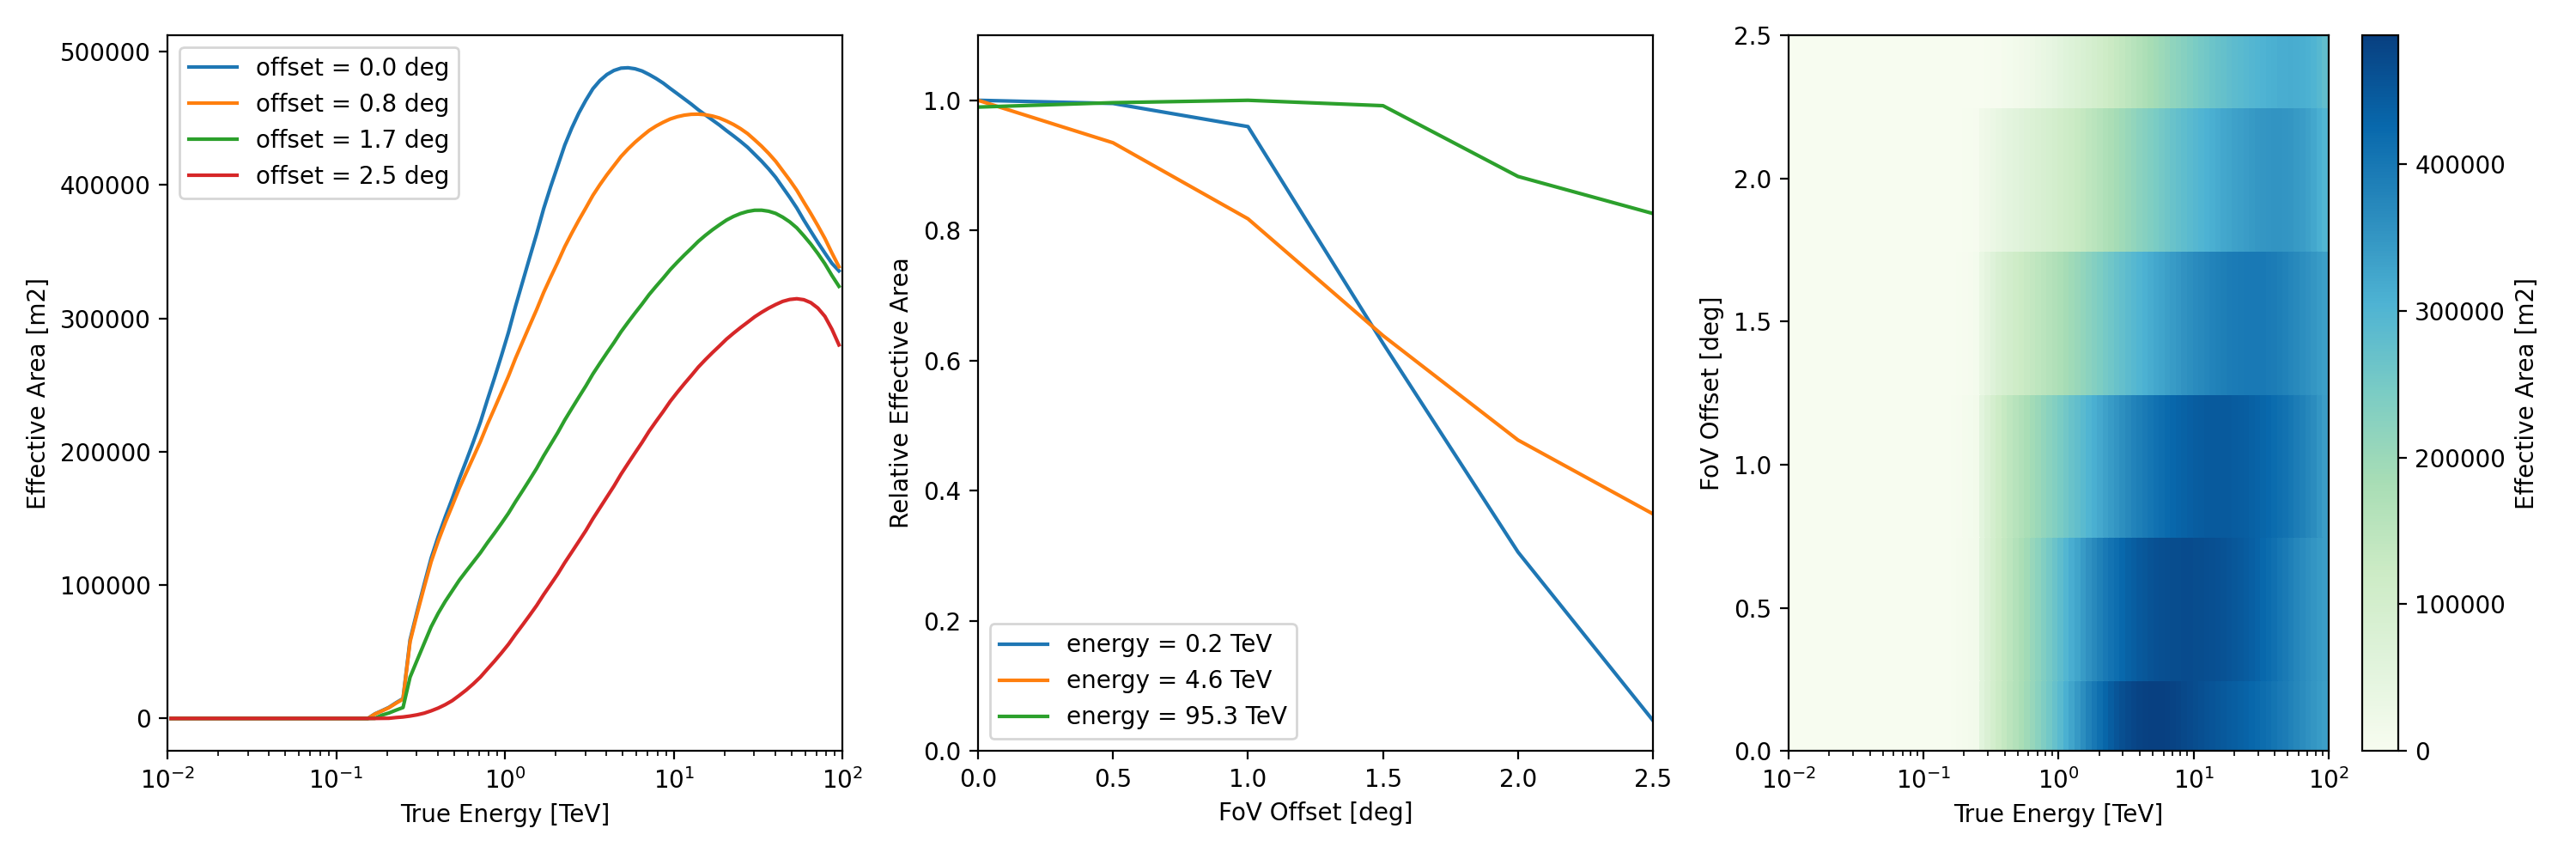 Effective Area [m2]
500000
400000
300000
200000
100000
0
offset = 0.0 deg
offset = 0.8 deg
offset = 1.7 deg
offset = 2.5 deg
10⁻² 10⁻¹ 10⁰ 10¹ 10²
True Energy [TeV]
Relative Effective Area
1.0
0.8
0.6
0.4
0.2
0.0
energy = 0.2 TeV
energy = 4.6 TeV
energy = 95.3 TeV
0.0 0.5 1.0 1.5 2.0 2.5
FoV Offset [deg]
FoV Offset [deg]
2.5
2.0
1.5
1.0
0.5
0.0
10⁻² 10⁻¹ 10⁰ 10¹ 10²
True Energy [TeV]
400000
300000
200000
100000
0
Effective Area [m2]